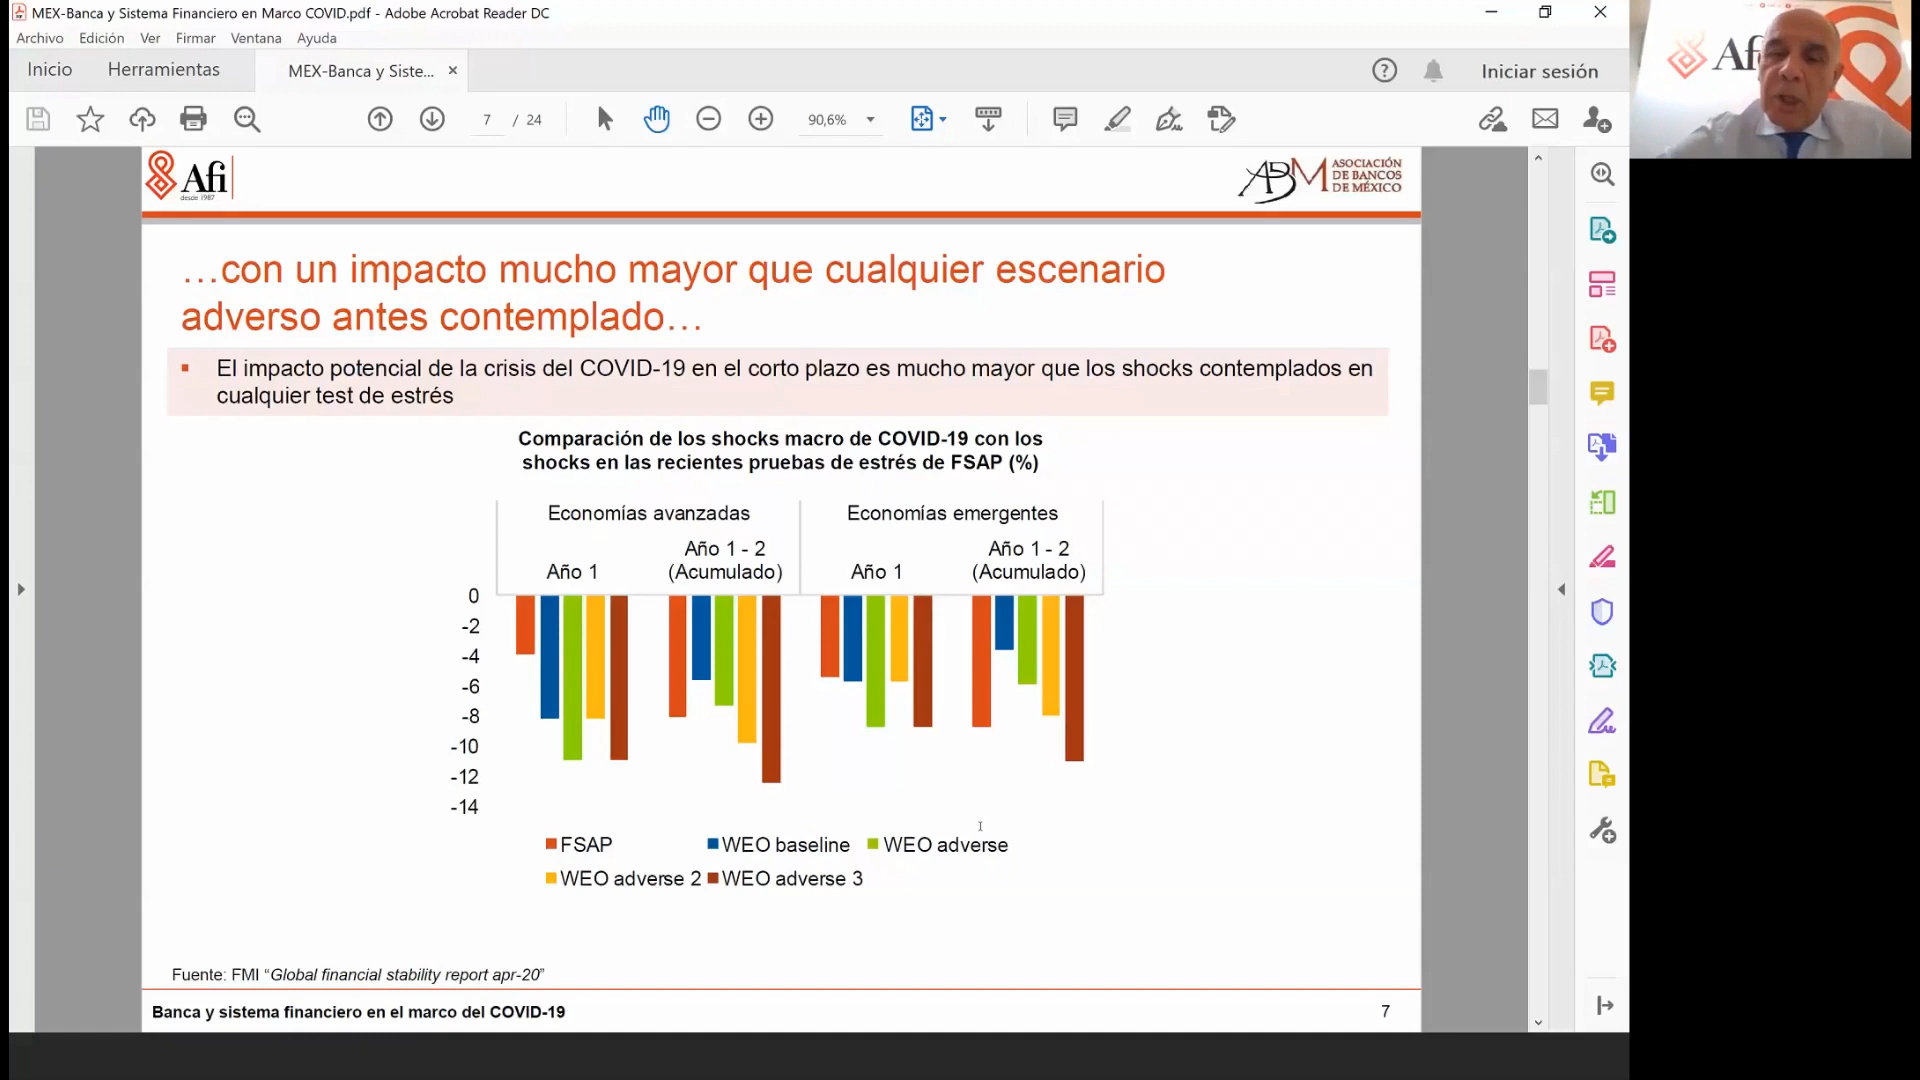 MEX-Banca y Sistema Financiero en Marco COVID.pdf - Adobe Acrobat Reader DC
Archivo Edición Ver Firmar Ventana Ayuda
Inicio Herramientas MEX-Banca y Siste... Iniciar sesión
7 / 24 90,6%
Afi
desde 1987
ABM ASOCIACIÓN
DE BANCOS
DE MÉXICO
…con un impacto mucho mayor que cualquier escenario
adverso antes contemplado…
El impacto potencial de la crisis del COVID-19 en el corto plazo es mucho mayor que los shocks contemplados en
cualquier test de estrés
Comparación de los shocks macro de COVID-19 con los
shocks en las recientes pruebas de estrés de FSAP (%)
Economías avanzadas Economías emergentes
Año 1 Año 1 - 2
(Acumulado)
Año 1 Año 1 - 2
(Acumulado)
0
-2
-4
-6
-8
-10
-12
-14
FSAP WEO baseline WEO adverse
WEO adverse 2 WEO adverse 3
Fuente: FMI “Global financial stability report apr-20”
Banca y sistema financiero en el marco del COVID-19 7